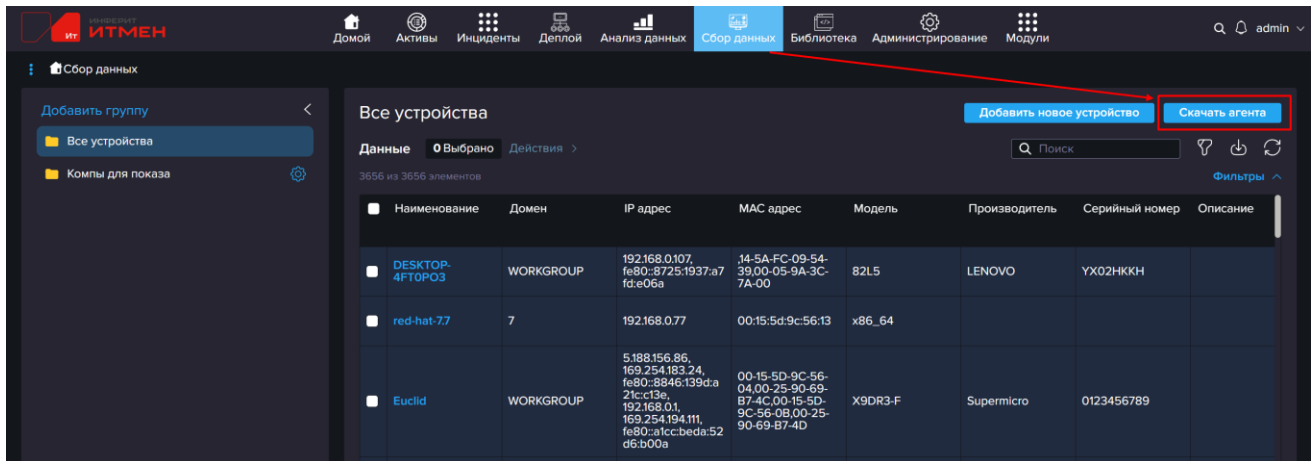 ИНФЕРИТ
ИТ ИТМЕН
Домой Активы Инциденты Деплой Анализ данных Сбор данных Библиотека Администрирование Модули admin
Сбор данных
Добавить группу
Все устройства
Компы для показа
Все устройства Добавить новое устройство Скачать агента
Данные 0 Выбрано Действия > Поиск
3656 из 3656 элементов Фильтры
Наименование Домен IP адрес MAC адрес Модель Производитель Серийный номер Описание
DESKTOP-
4FT0PO3
WORKGROUP
192.168.0.107,
fe80::8725:1937:a7
fd:e06a
,14-5A-FC-09-54-
39,00-05-9A-3C-
7A-00
82L5
LENOVO
YX02HKKH
red-hat-7.7 7 192.168.0.77 00:15:5d:9c:56:13 x86_64
Euclid
WORKGROUP
5.188.156.86,
169.254.183.24,
fe80::8846:139d:a
21c:c13e,
192.168.0.1,
169.254.194.111,
fe80::a1cc:beda:52
d6:b00a
00-15-5D-9C-56-
04,00-25-90-69-
B7-4C,00-15-5D-
9C-56-0B,00-25-
90-69-B7-4D
X9DR3-F
Supermicro
0123456789